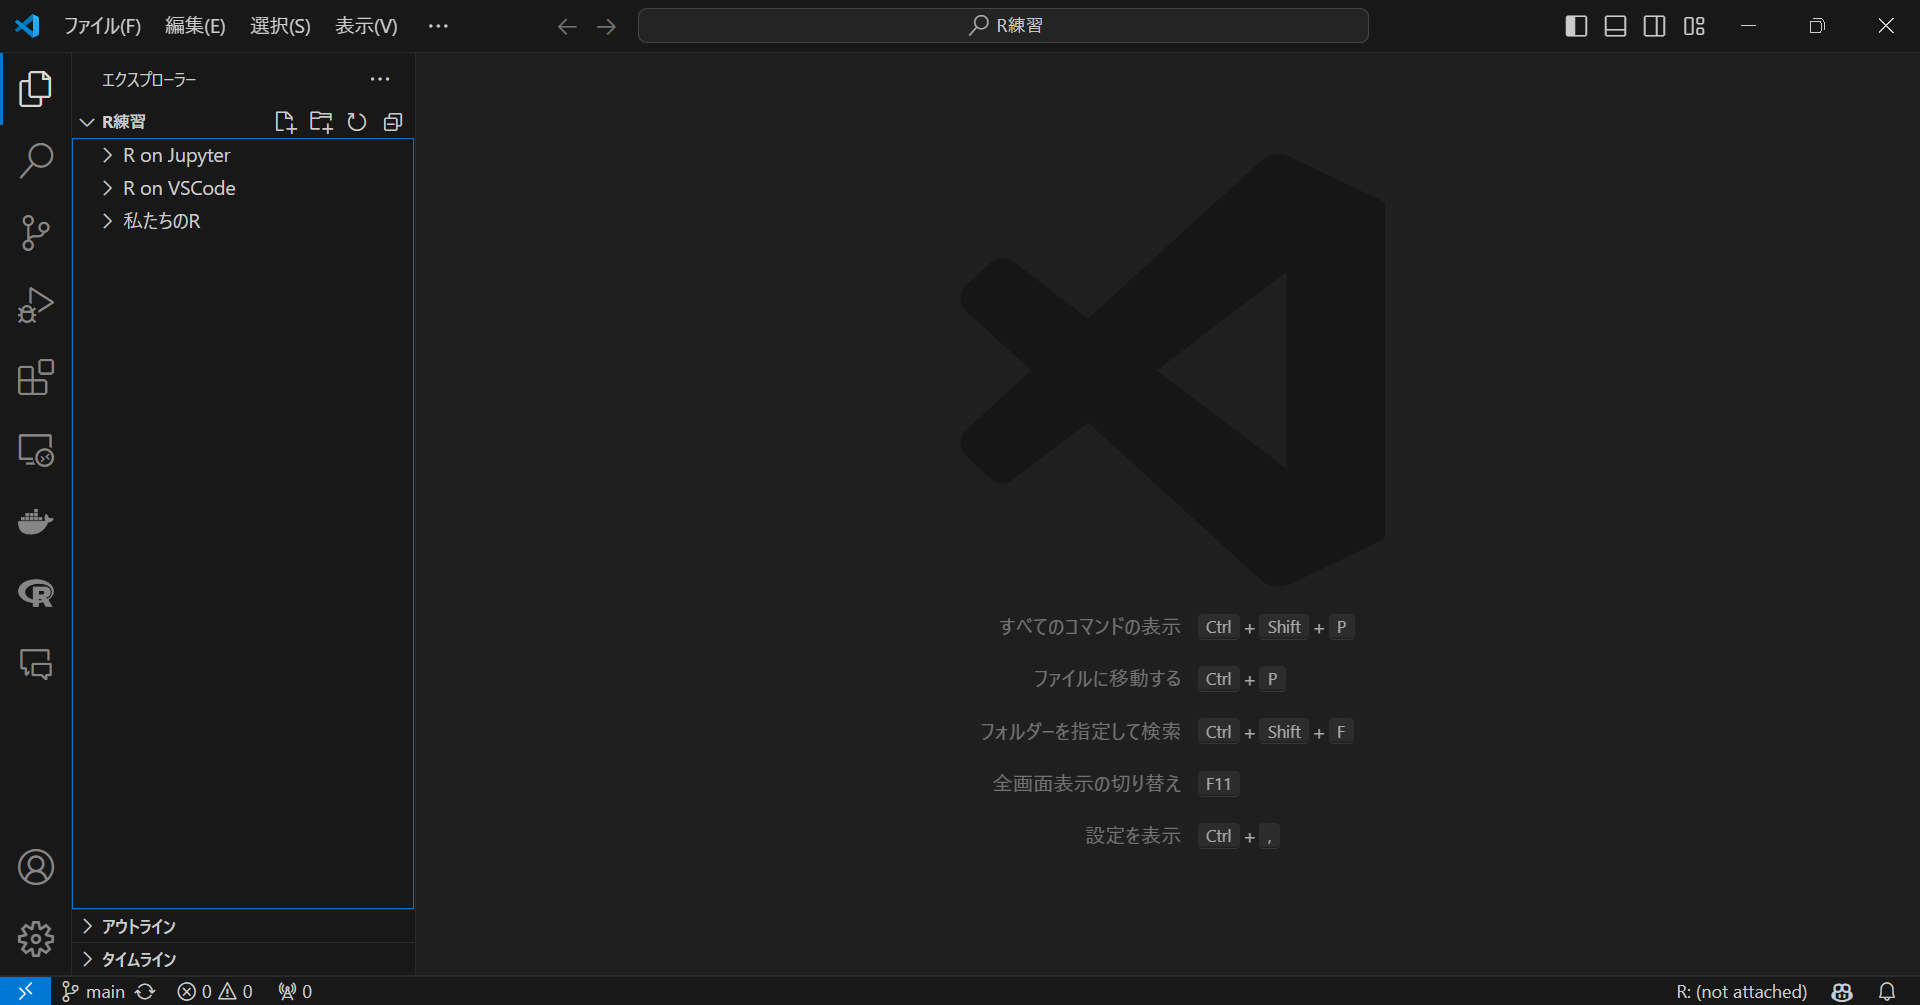 ファイル(F) 編集(E) 選択(S) 表示(V) ··· R練習
エクスプローラー ···
R練習
R on Jupyter
R on VSCode
私たちのR
すべてのコマンドの表示 Ctrl + Shift + P
ファイルに移動する Ctrl + P
フォルダーを指定して検索 Ctrl + Shift + F
全画面表示の切り替え F11
設定を表示 Ctrl + ,
アウトライン
タイムライン
main 0 0 0 R: (not attached)